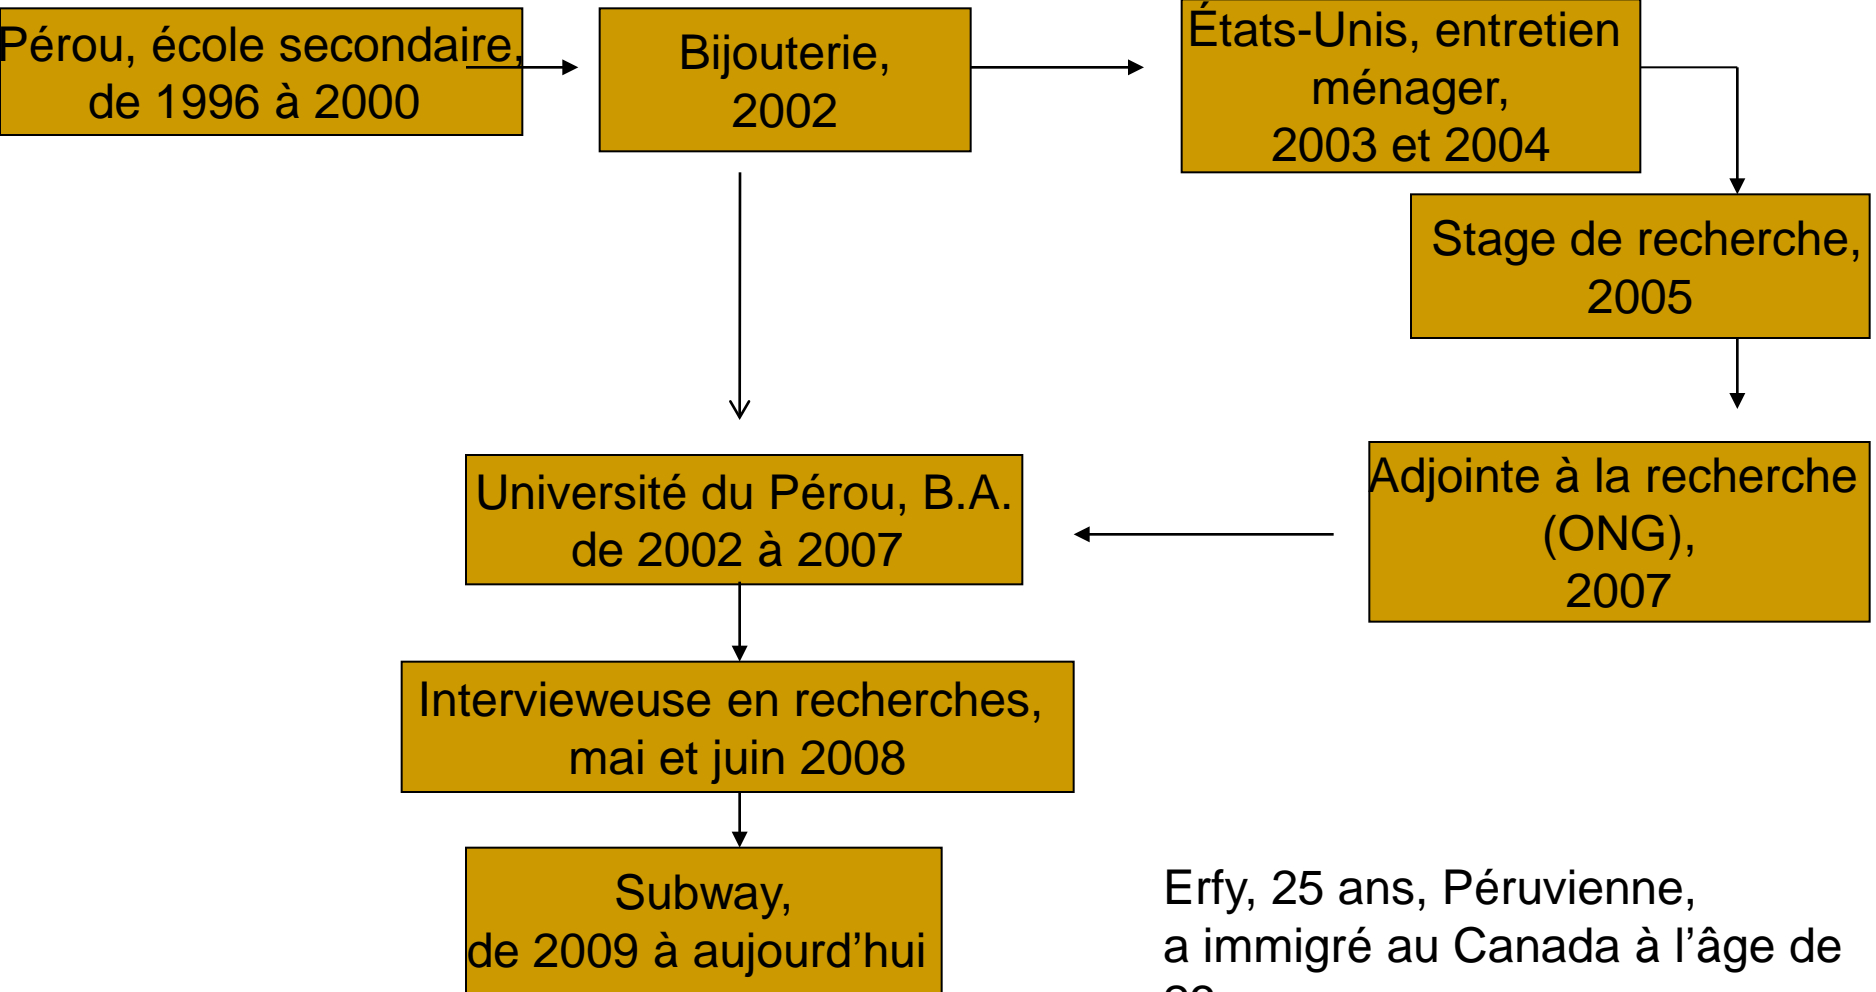 Pérou, école secondaire,
de 1996 à 2000
Bijouterie,
2002
États-Unis, entretien
ménager,
2003 et 2004
Stage de recherche,
2005
Adjointe à la recherche
(ONG),
2007
Université du Pérou, B.A.
de 2002 à 2007
Intervieweuse en recherches,
mai et juin 2008
Subway,
de 2009 à aujourd’hui
Erfy, 25 ans, Péruvienne,
a immigré au Canada à l’âge de